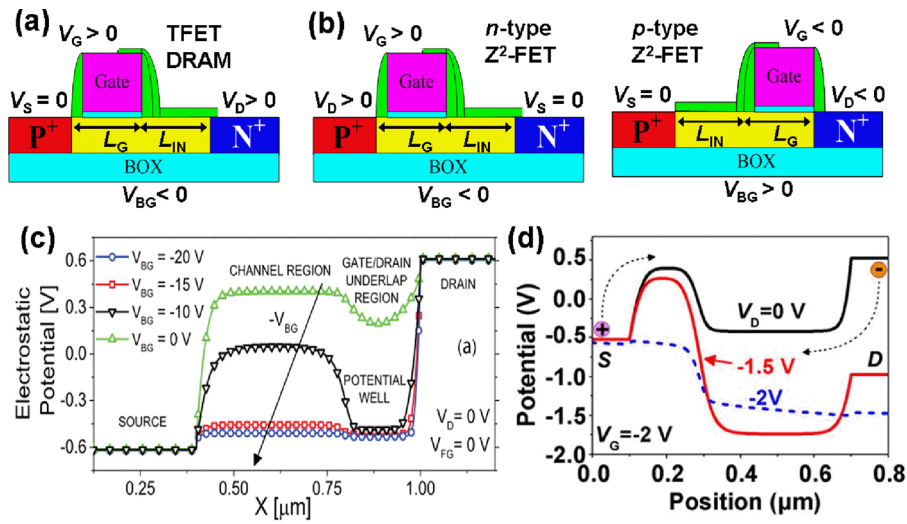 (a)
V_G > 0
TFET
DRAM
Gate
V_S = 0
V_D > 0
P⁺
L_G
L_IN
N⁺
BOX
V_BG < 0
(b)
V_G > 0
n-type
Z²-FET
Gate
V_D > 0
V_S = 0
P⁺
L_G
L_IN
N⁺
BOX
V_BG < 0
p-type
Z²-FET
V_G < 0
Gate
V_S = 0
V_D < 0
P⁺
L_IN
L_G
N⁺
BOX
V_BG > 0
(c)
Electrostatic
Potential [V]
0.6
0.3
0.0
-0.3
-0.6
V_BG = -20 V
V_BG = -15 V
V_BG = -10 V
V_BG = 0 V
CHANNEL REGION
GATE/DRAIN
UNDERLAP
REGION
DRAIN
-V_BG
(a)
POTENTIAL
WELL
SOURCE
V_D = 0 V
V_FG = 0 V
0.25
0.50
0.75
1.00
X [µm]
(d)
Potential (V)
0.5
0.0
-0.5
-1.0
-1.5
-2.0
+
-
V_D=0 V
S
-1.5 V
D
-2V
V_G=-2 V
0.0
0.2
0.4
0.6
0.8
Position (µm)